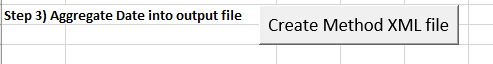 Step 3) Aggregate Date into output file
Create Method XML file